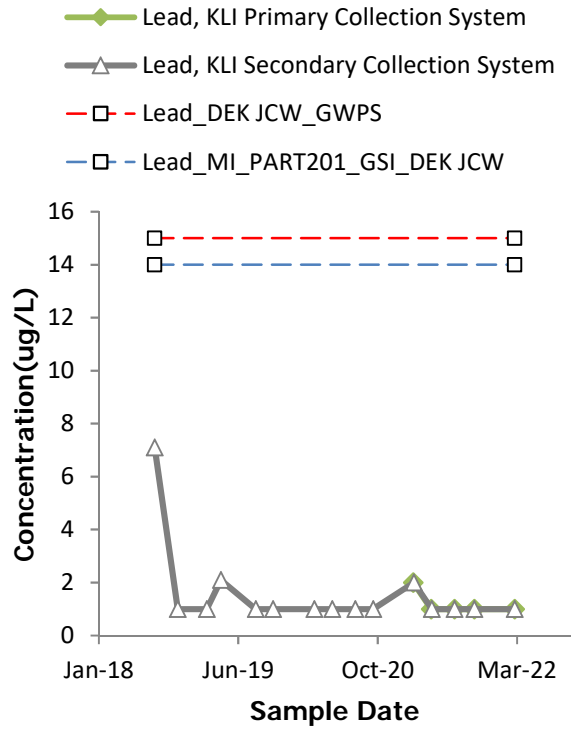 Lead, KLI Primary Collection System
Lead, KLI Secondary Collection System
Lead_DEK JCW_GWPS
Lead_MI_PART201_GSI_DEK JCW
16
14
12
10
8
6
4
2
0
Concentration(ug/L)
Jan-18 Jun-19 Oct-20 Mar-22
Sample Date